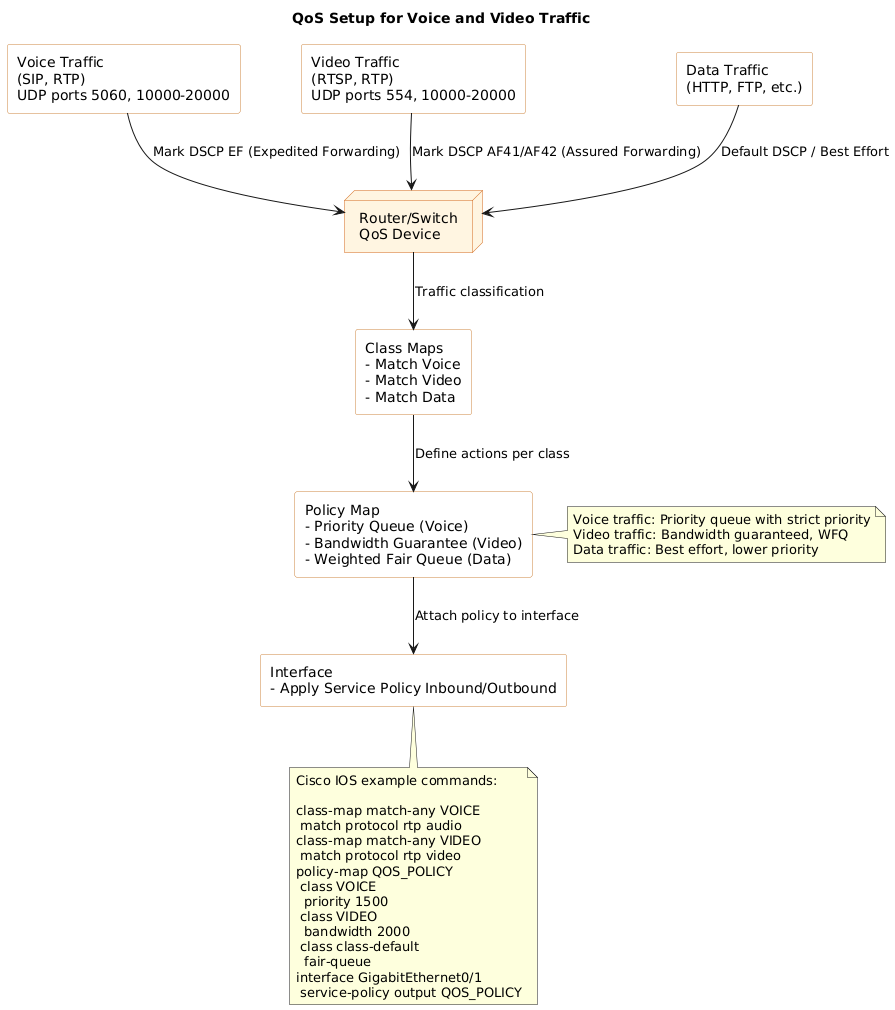 QoS Setup for Voice and Video Traffic
Voice Traffic
(SIP, RTP)
UDP ports 5060, 10000-20000
Video Traffic
(RTSP, RTP)
UDP ports 554, 10000-20000
Data Traffic
(HTTP, FTP, etc.)
Mark DSCP EF (Expedited Forwarding)
Mark DSCP AF41/AF42 (Assured Forwarding)
Default DSCP / Best Effort
Router/Switch
QoS Device
Traffic classification
Class Maps
- Match Voice
- Match Video
- Match Data
Define actions per class
Policy Map
- Priority Queue (Voice)
- Bandwidth Guarantee (Video)
- Weighted Fair Queue (Data)
Voice traffic: Priority queue with strict priority
Video traffic: Bandwidth guaranteed, WFQ
Data traffic: Best effort, lower priority
Attach policy to interface
Interface
- Apply Service Policy Inbound/Outbound
Cisco IOS example commands:
class-map match-any VOICE
match protocol rtp audio
class-map match-any VIDEO
match protocol rtp video
policy-map QOS_POLICY
class VOICE
priority 1500
class VIDEO
bandwidth 2000
class class-default
fair-queue
interface GigabitEthernet0/1
service-policy output QOS_POLICY